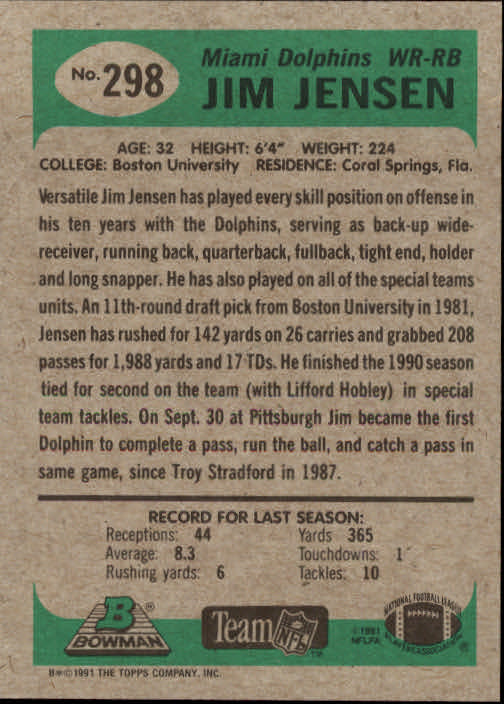 No. 298
Miami Dolphins WR-RB
JIM JENSEN
AGE: 32 HEIGHT: 6'4" WEIGHT: 224
COLLEGE: Boston University RESIDENCE: Coral Springs, Fla.
Versatile Jim Jensen has played every skill position on offense in
his ten years with the Dolphins, serving as back-up wide-
receiver, running back, quarterback, fullback, tight end, holder
and long snapper. He has also played on all of the special teams
units. An 11th-round draft pick from Boston University in 1981,
Jensen has rushed for 142 yards on 26 carries and grabbed 208
passes for 1,988 yards and 17 TDs. He finished the 1990 season
tied for second on the team (with Lifford Hobley) in special
team tackles. On Sept. 30 at Pittsburgh Jim became the first
Dolphin to complete a pass, run the ball, and catch a pass in
same game, since Troy Stradford in 1987.
RECORD FOR LAST SEASON:
Receptions: 44 Yards 365
Average: 8.3 Touchdowns: 1
Rushing yards: 6 Tackles: 10
B ®
BOWMAN
Team NFL ™
© 1991
NFLPA
NATIONAL FOOTBALL LEAGUE
PLAYERS ASSOCIATION
B®©1991 THE TOPPS COMPANY, INC.